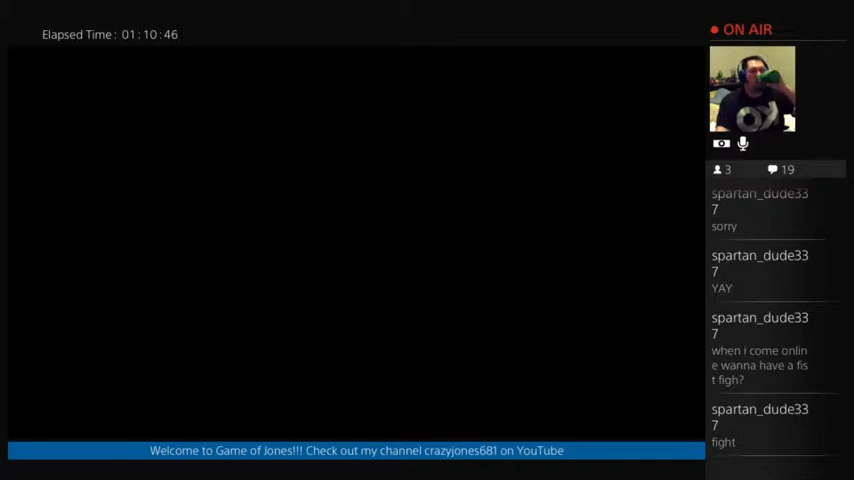 Elapsed Time : 01 : 10 : 46
ON AIR
3
19
spartan_dude33
7
sorry
spartan_dude33
7
YAY
spartan_dude33
7
when i come onlin
e wanna have a fis
t figh?
spartan_dude33
7
fight
Welcome to Game of Jones!!! Check out my channel crazyjones681 on YouTube